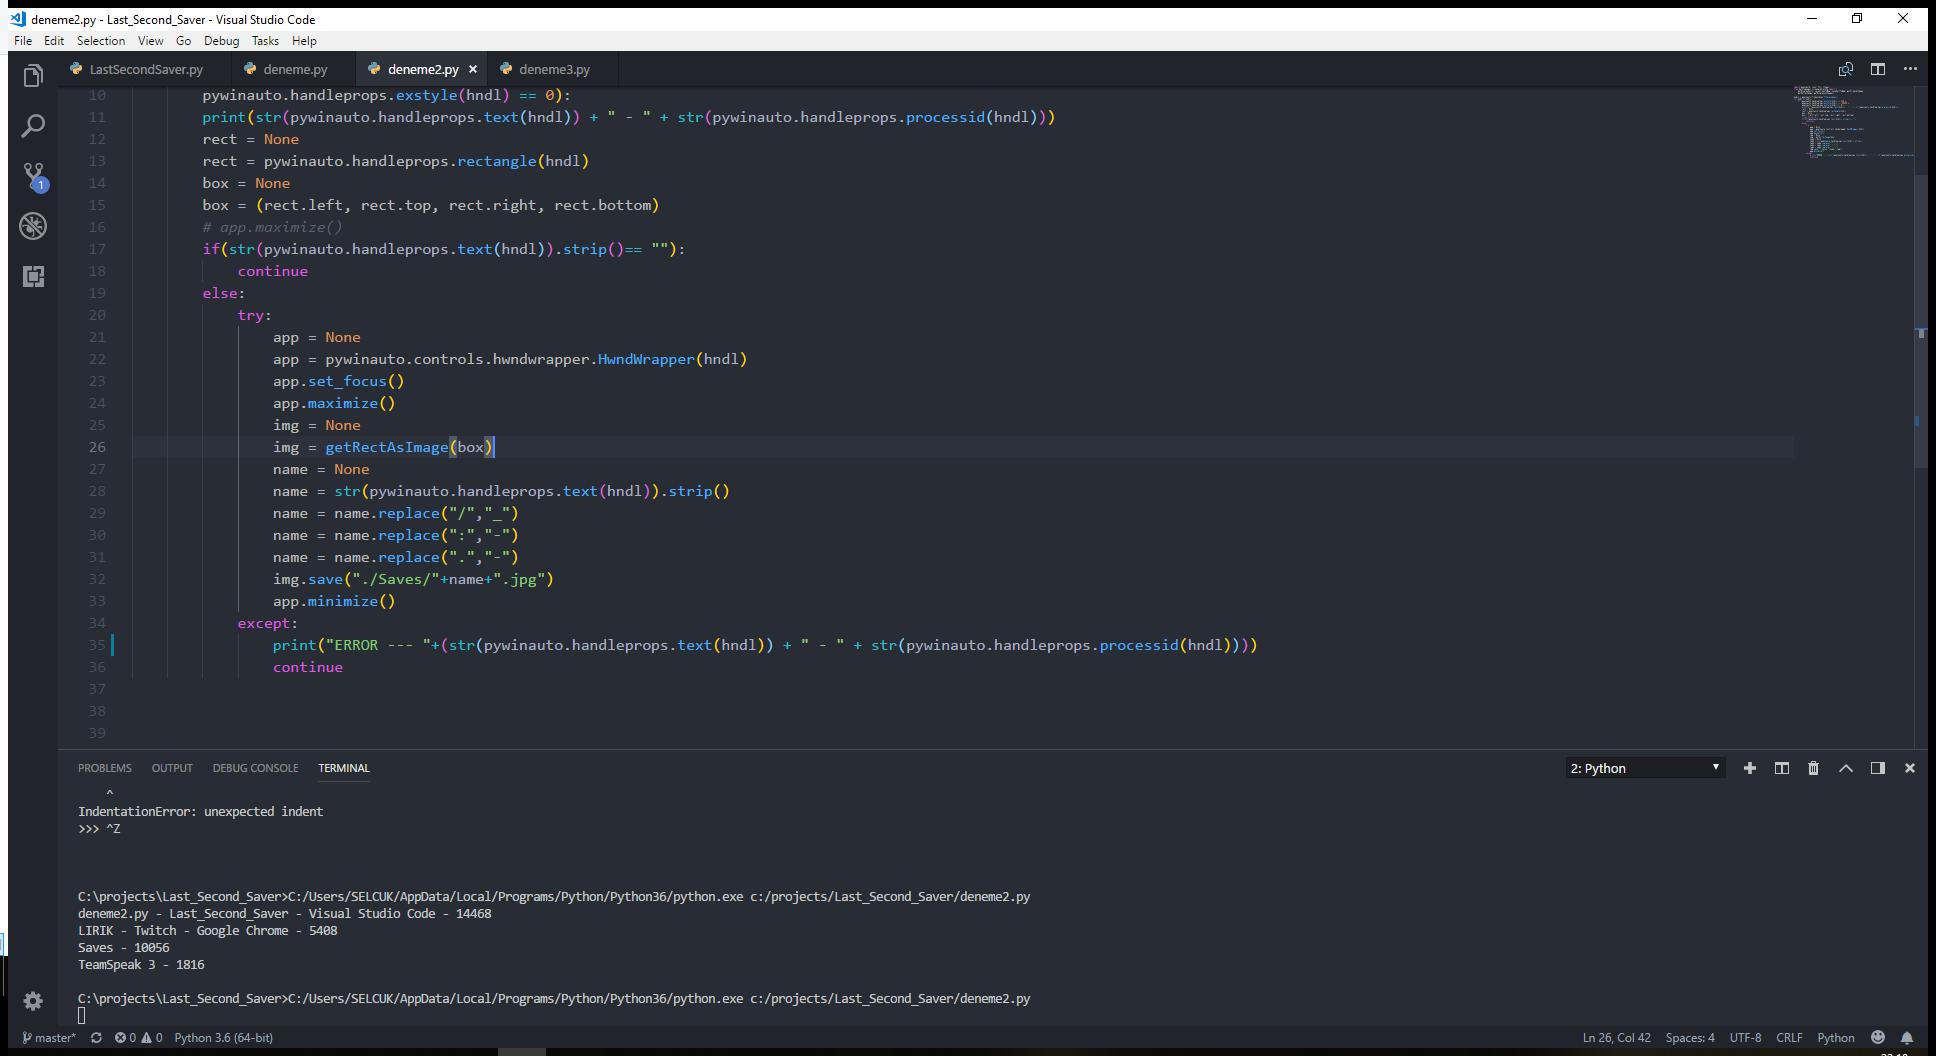 deneme2.py - Last_Second_Saver - Visual Studio Code
File Edit Selection View Go Debug Tasks Help
LastSecondSaver.py deneme.py deneme2.py × deneme3.py
10 pywinauto.handleprops.exstyle(hndl) == 0):
11 print(str(pywinauto.handleprops.text(hndl)) + " - " + str(pywinauto.handleprops.processid(hndl)))
12 rect = None
13 rect = pywinauto.handleprops.rectangle(hndl)
14 box = None
15 box = (rect.left, rect.top, rect.right, rect.bottom)
16 # app.maximize()
17 if(str(pywinauto.handleprops.text(hndl)).strip()== ""):
18 continue
19 else:
20 try:
21 app = None
22 app = pywinauto.controls.hwndwrapper.HwndWrapper(hndl)
23 app.set_focus()
24 app.maximize()
25 img = None
26 img = getRectAsImage(box)
27 name = None
28 name = str(pywinauto.handleprops.text(hndl)).strip()
29 name = name.replace("/","_")
30 name = name.replace(":","-")
31 name = name.replace(".","-")
32 img.save("./Saves/"+name+".jpg")
33 app.minimize()
34 except:
35 print("ERROR --- "+(str(pywinauto.handleprops.text(hndl)) + " - " + str(pywinauto.handleprops.processid(hndl))))
36 continue
37
38
39
1
PROBLEMS OUTPUT DEBUG CONSOLE TERMINAL 2: Python
^
IndentationError: unexpected indent
>>> ^Z
C:\projects\Last_Second_Saver>C:/Users/SELCUK/AppData/Local/Programs/Python/Python36/python.exe c:/projects/Last_Second_Saver/deneme2.py
deneme2.py - Last_Second_Saver - Visual Studio Code - 14468
LIRIK - Twitch - Google Chrome - 5408
Saves - 10056
TeamSpeak 3 - 1816
C:\projects\Last_Second_Saver>C:/Users/SELCUK/AppData/Local/Programs/Python/Python36/python.exe c:/projects/Last_Second_Saver/deneme2.py
master* 0 0 Python 3.6 (64-bit) Ln 26, Col 42 Spaces: 4 UTF-8 CRLF Python